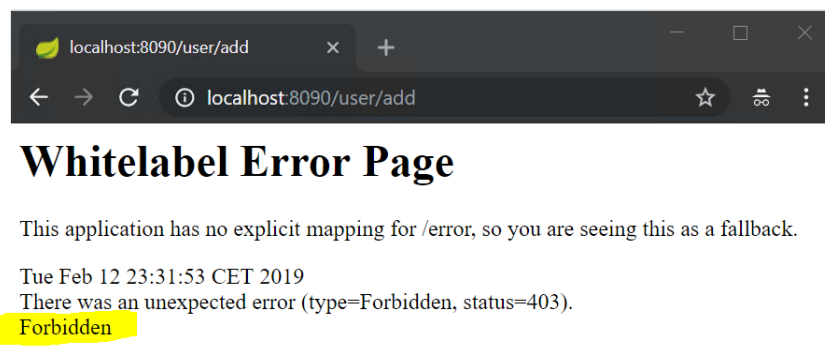 localhost:8090/user/add
localhost:8090/user/add
Whitelabel Error Page
This application has no explicit mapping for /error, so you are seeing this as a fallback.
Tue Feb 12 23:31:53 CET 2019
There was an unexpected error (type=Forbidden, status=403).
Forbidden